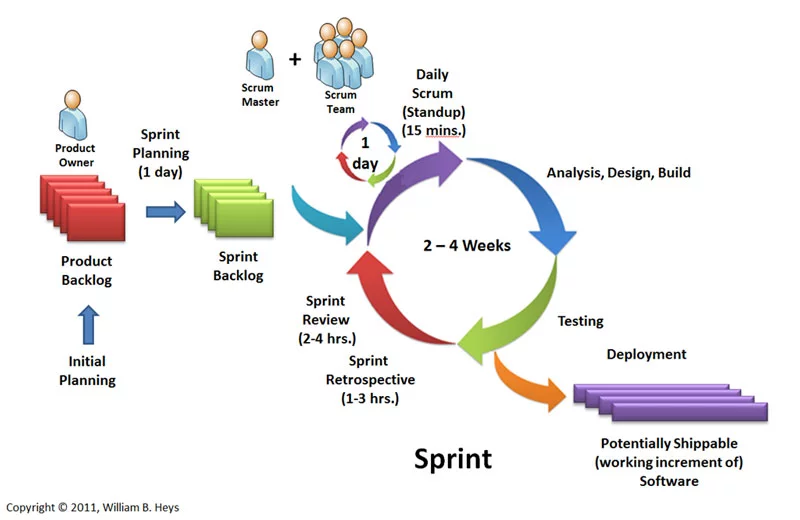 Scrum
Master
+
Scrum
Team
Product
Owner
Sprint
Planning
(1 day)
Daily
Scrum
(Standup)
(15 mins.)
1
day
Analysis, Design, Build
2 – 4 Weeks
Product
Backlog
Sprint
Backlog
Initial
Planning
Sprint
Review
(2-4 hrs.)
Sprint
Retrospective
(1-3 hrs.)
Testing
Deployment
Potentially Shippable
(working increment of)
Software
Sprint
Copyright © 2011, William B. Heys